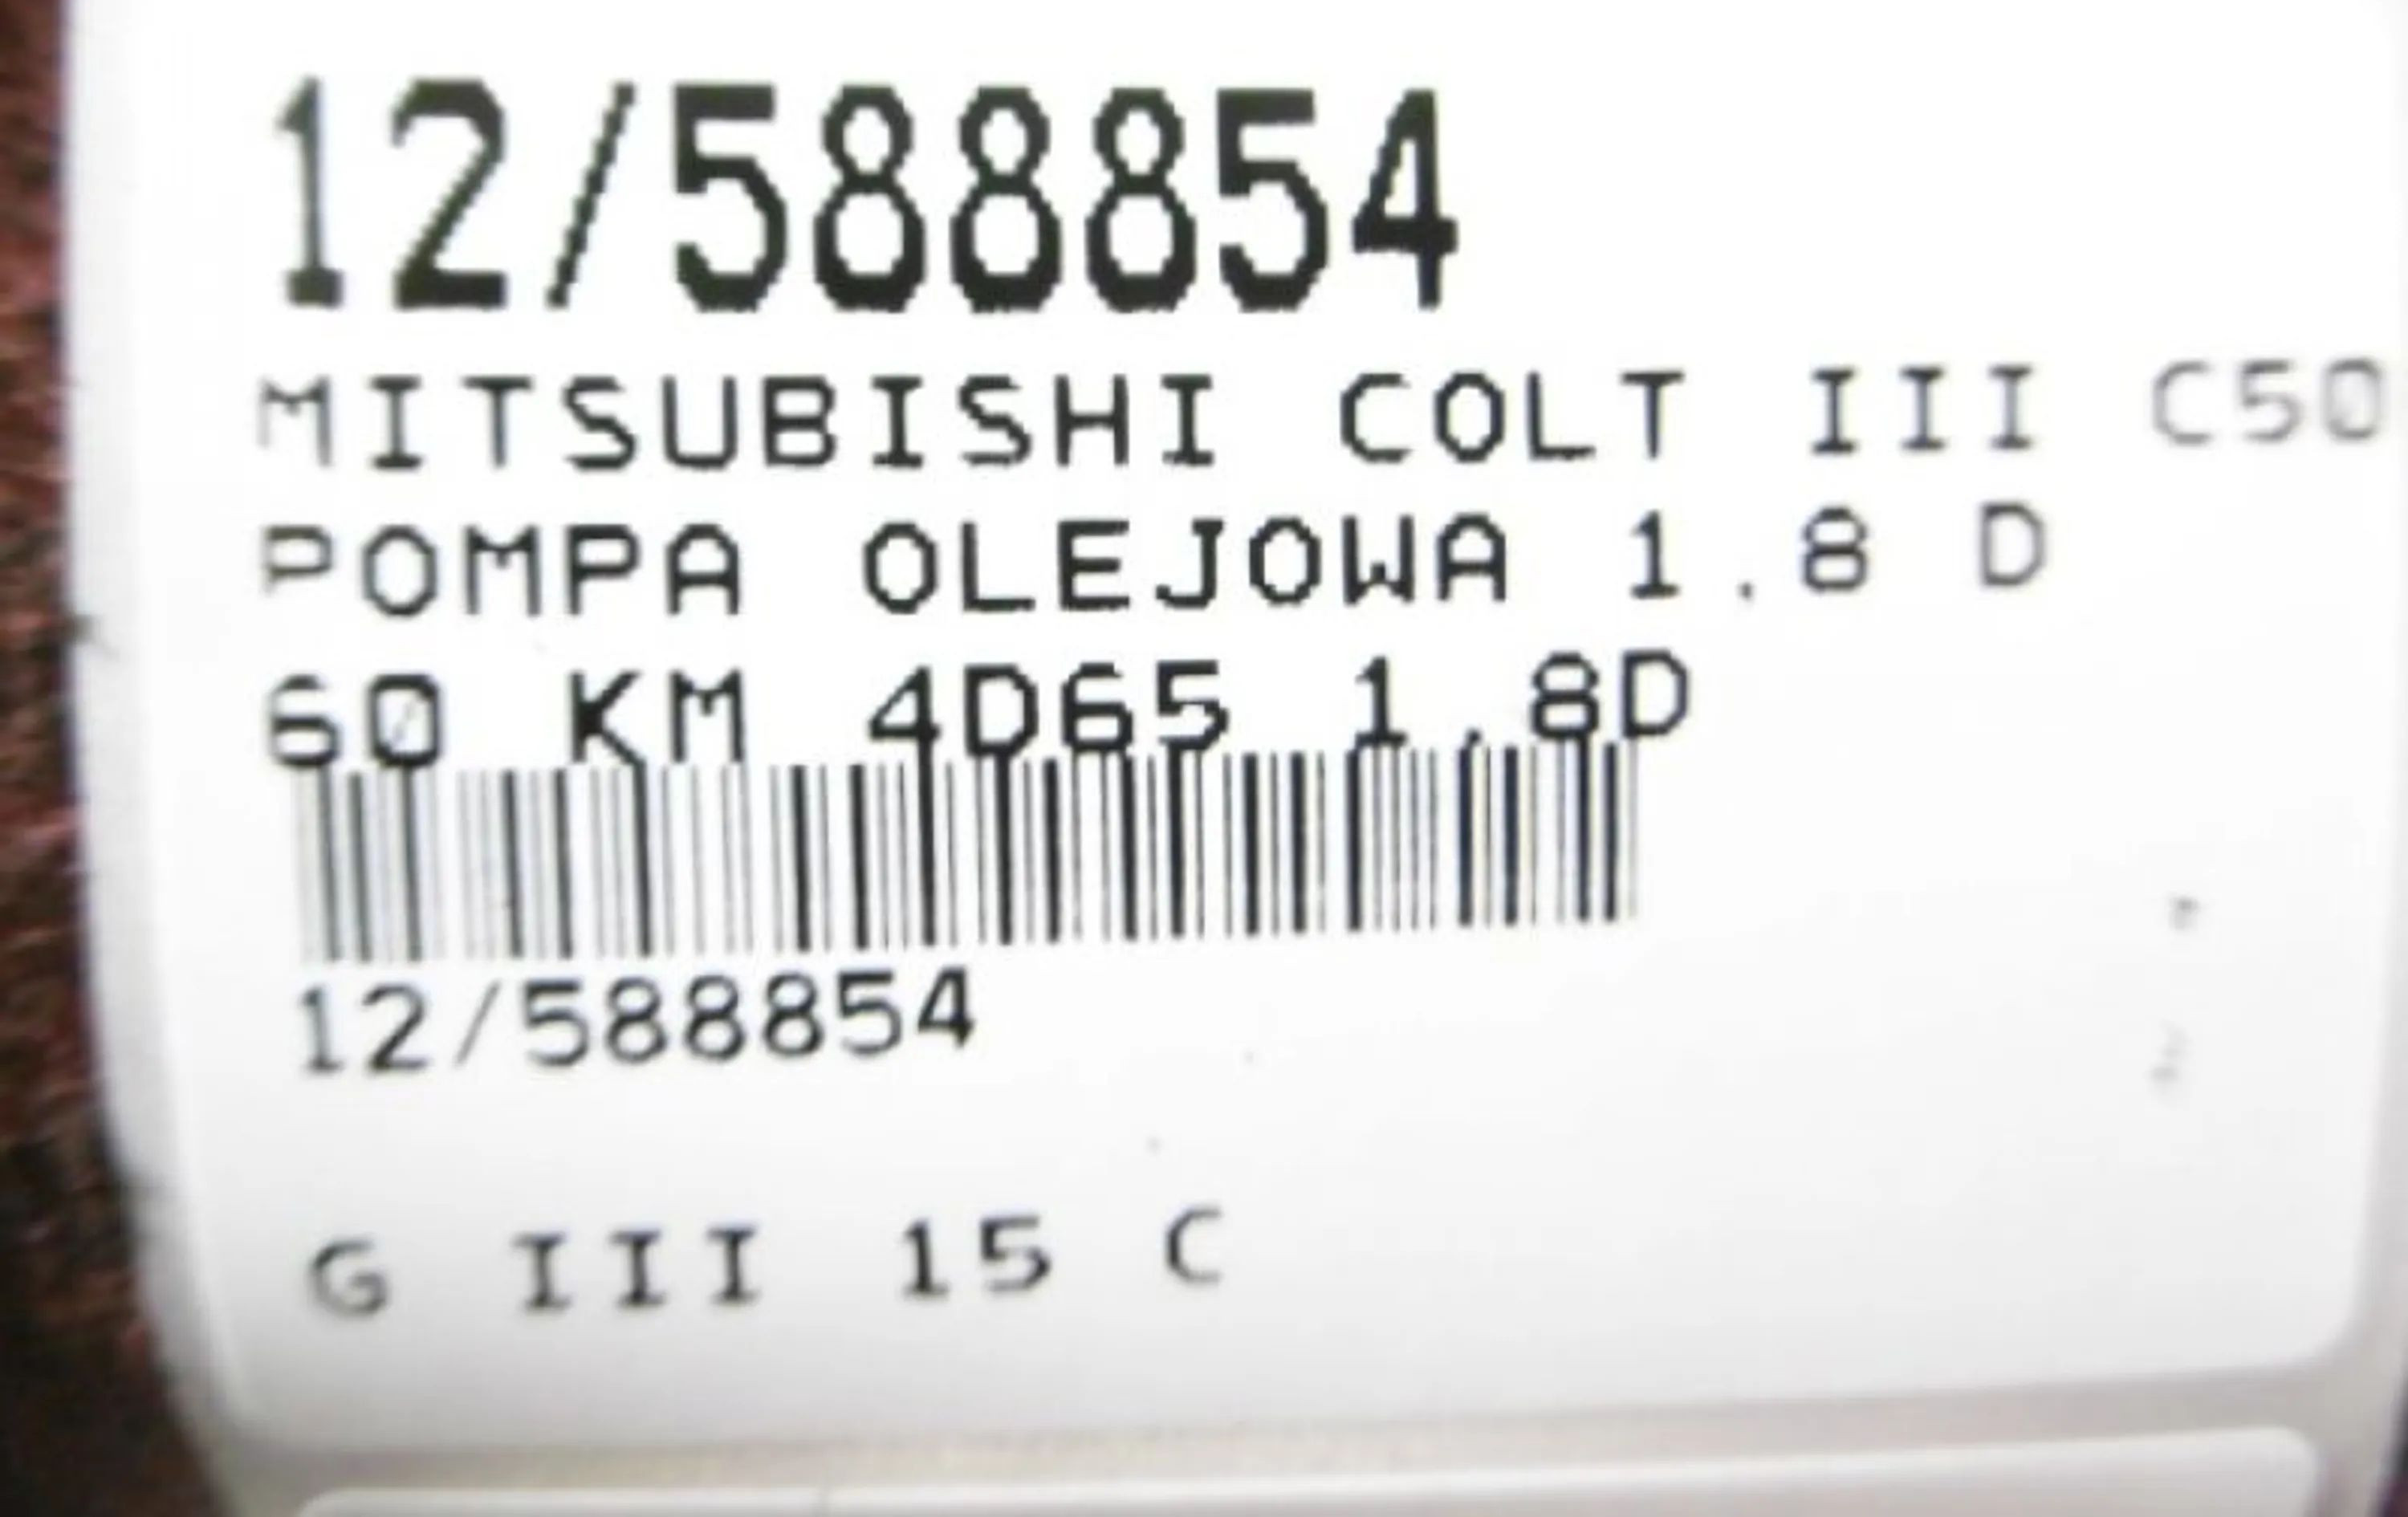 12/588854
MITSUBISHI COLT III C50
POMPA OLEJOWA 1.8 D
60 KM 4D65 1.8D
12/588854
G III 15 C